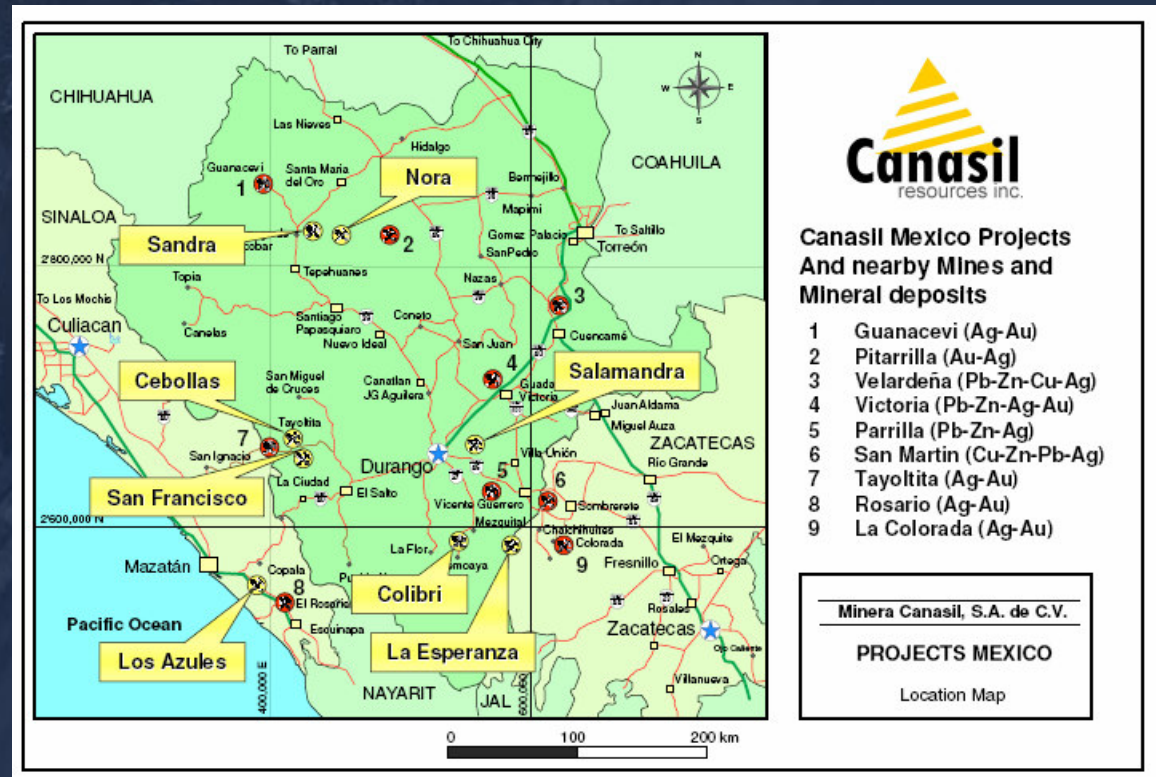 To Chihuahua City
To Parral
N
W
E
S
CHIHUAHUA
Las Nieves
Hidalgo
COAHUILA
Guanacevi
Santa Maria
del Oro
Nora
Bermejillo
1
Mapimi
SINALOA
Sandra
2
Gomez Palacio
To Saltillo
Torreón
SanPedro
2'800,000 N
Tepehuanes
Topia
Nazas
To Los Mochis
3
Culiacan
Canelas
Santiago
Papasquiaro
Coneto
Nuevo Ideal
San Juan
Cuencamé
Cebollas
4
Salamandra
San Miguel
de Cruces
Canatlan
JG Aguilera
Guada
Victoria
Juan Aldama
Miguel Auza
Tayoltita
7
ZACATECAS
San Ignacio
Durango
Villa Unión
Rio Grande
La Ciudad
San Francisco
El Salto
5
6
Vicente Guerrero
Sombrerete
2'600,000 N
Mezquital
Chalchihuites
La Flor
Colorada
El Mezquite
9
Mazatán
Copala
Fresnillo
Ortega
8
El Rosario
Colibri
Rosales
Pacific Ocean
Esquinapa
Zacatecas
Los Azules
La Esperanza
Ojo Caliente
400,000 E
NAYARIT
JAL
600,000
Villanueva
0
100
200 km
Canasil
resources inc.
Canasil Mexico Projects
And nearby Mines and
Mineral deposits
1 Guanacevi (Ag-Au)
2 Pitarrilla (Au-Ag)
3 Velardeña (Pb-Zn-Cu-Ag)
4 Victoria (Pb-Zn-Ag-Au)
5 Parrilla (Pb-Zn-Ag)
6 San Martin (Cu-Zn-Pb-Ag)
7 Tayoltita (Ag-Au)
8 Rosario (Ag-Au)
9 La Colorada (Ag-Au)
Minera Canasil, S.A. de C.V.
PROJECTS MEXICO
Location Map